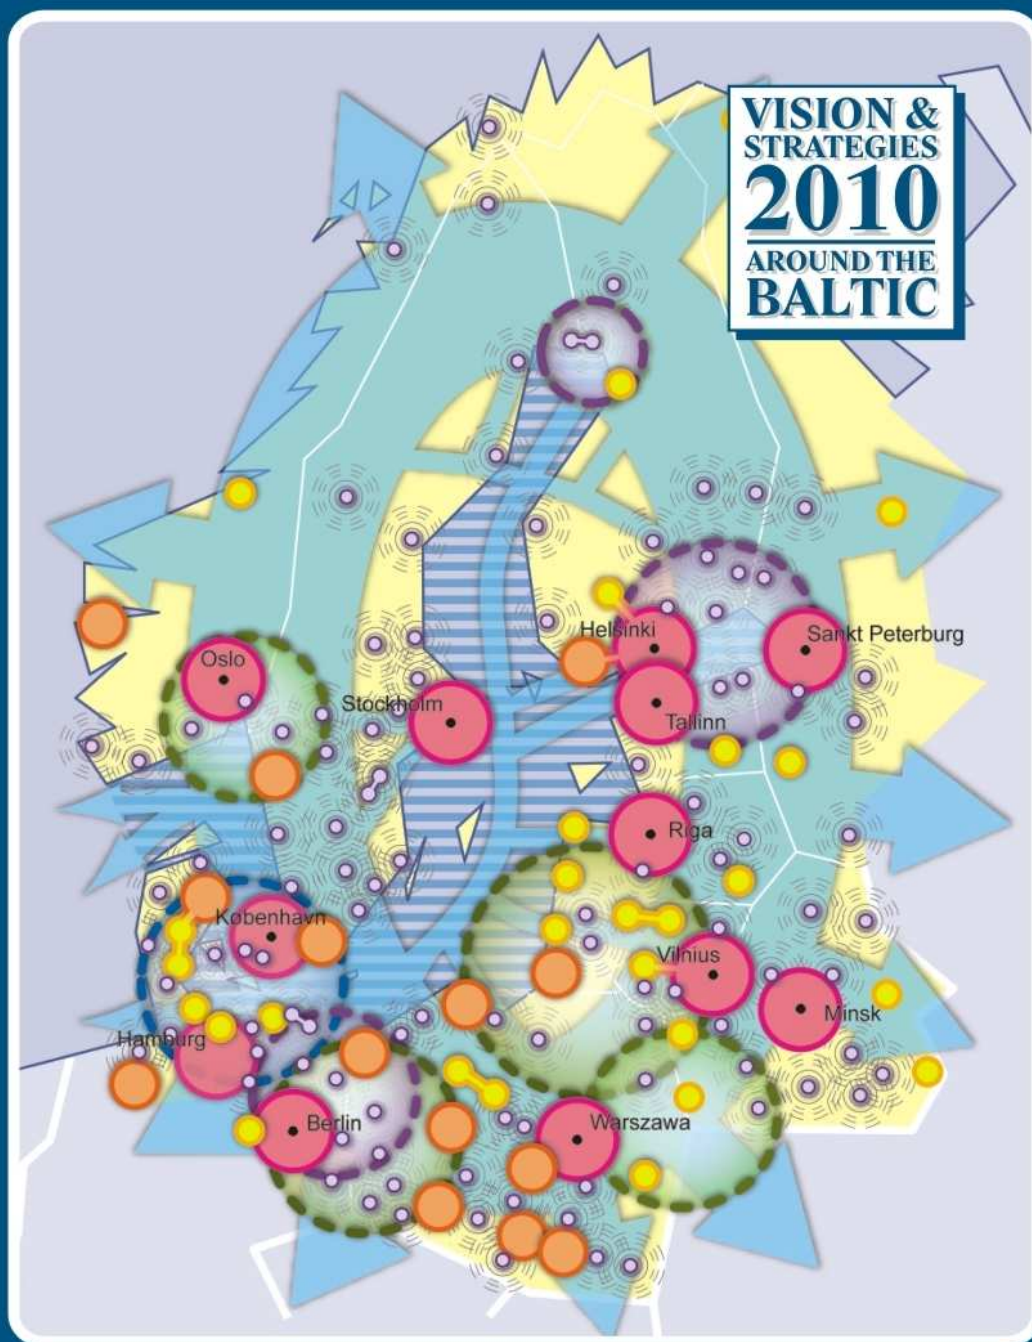 VISION &
STRATEGIES
2010
AROUND THE
BALTIC
Helsinki
Sankt Peterburg
Oslo
Stockholm
Tallinn
Riga
København
Vilnius
Minsk
Hamburg
Berlin
Warszawa